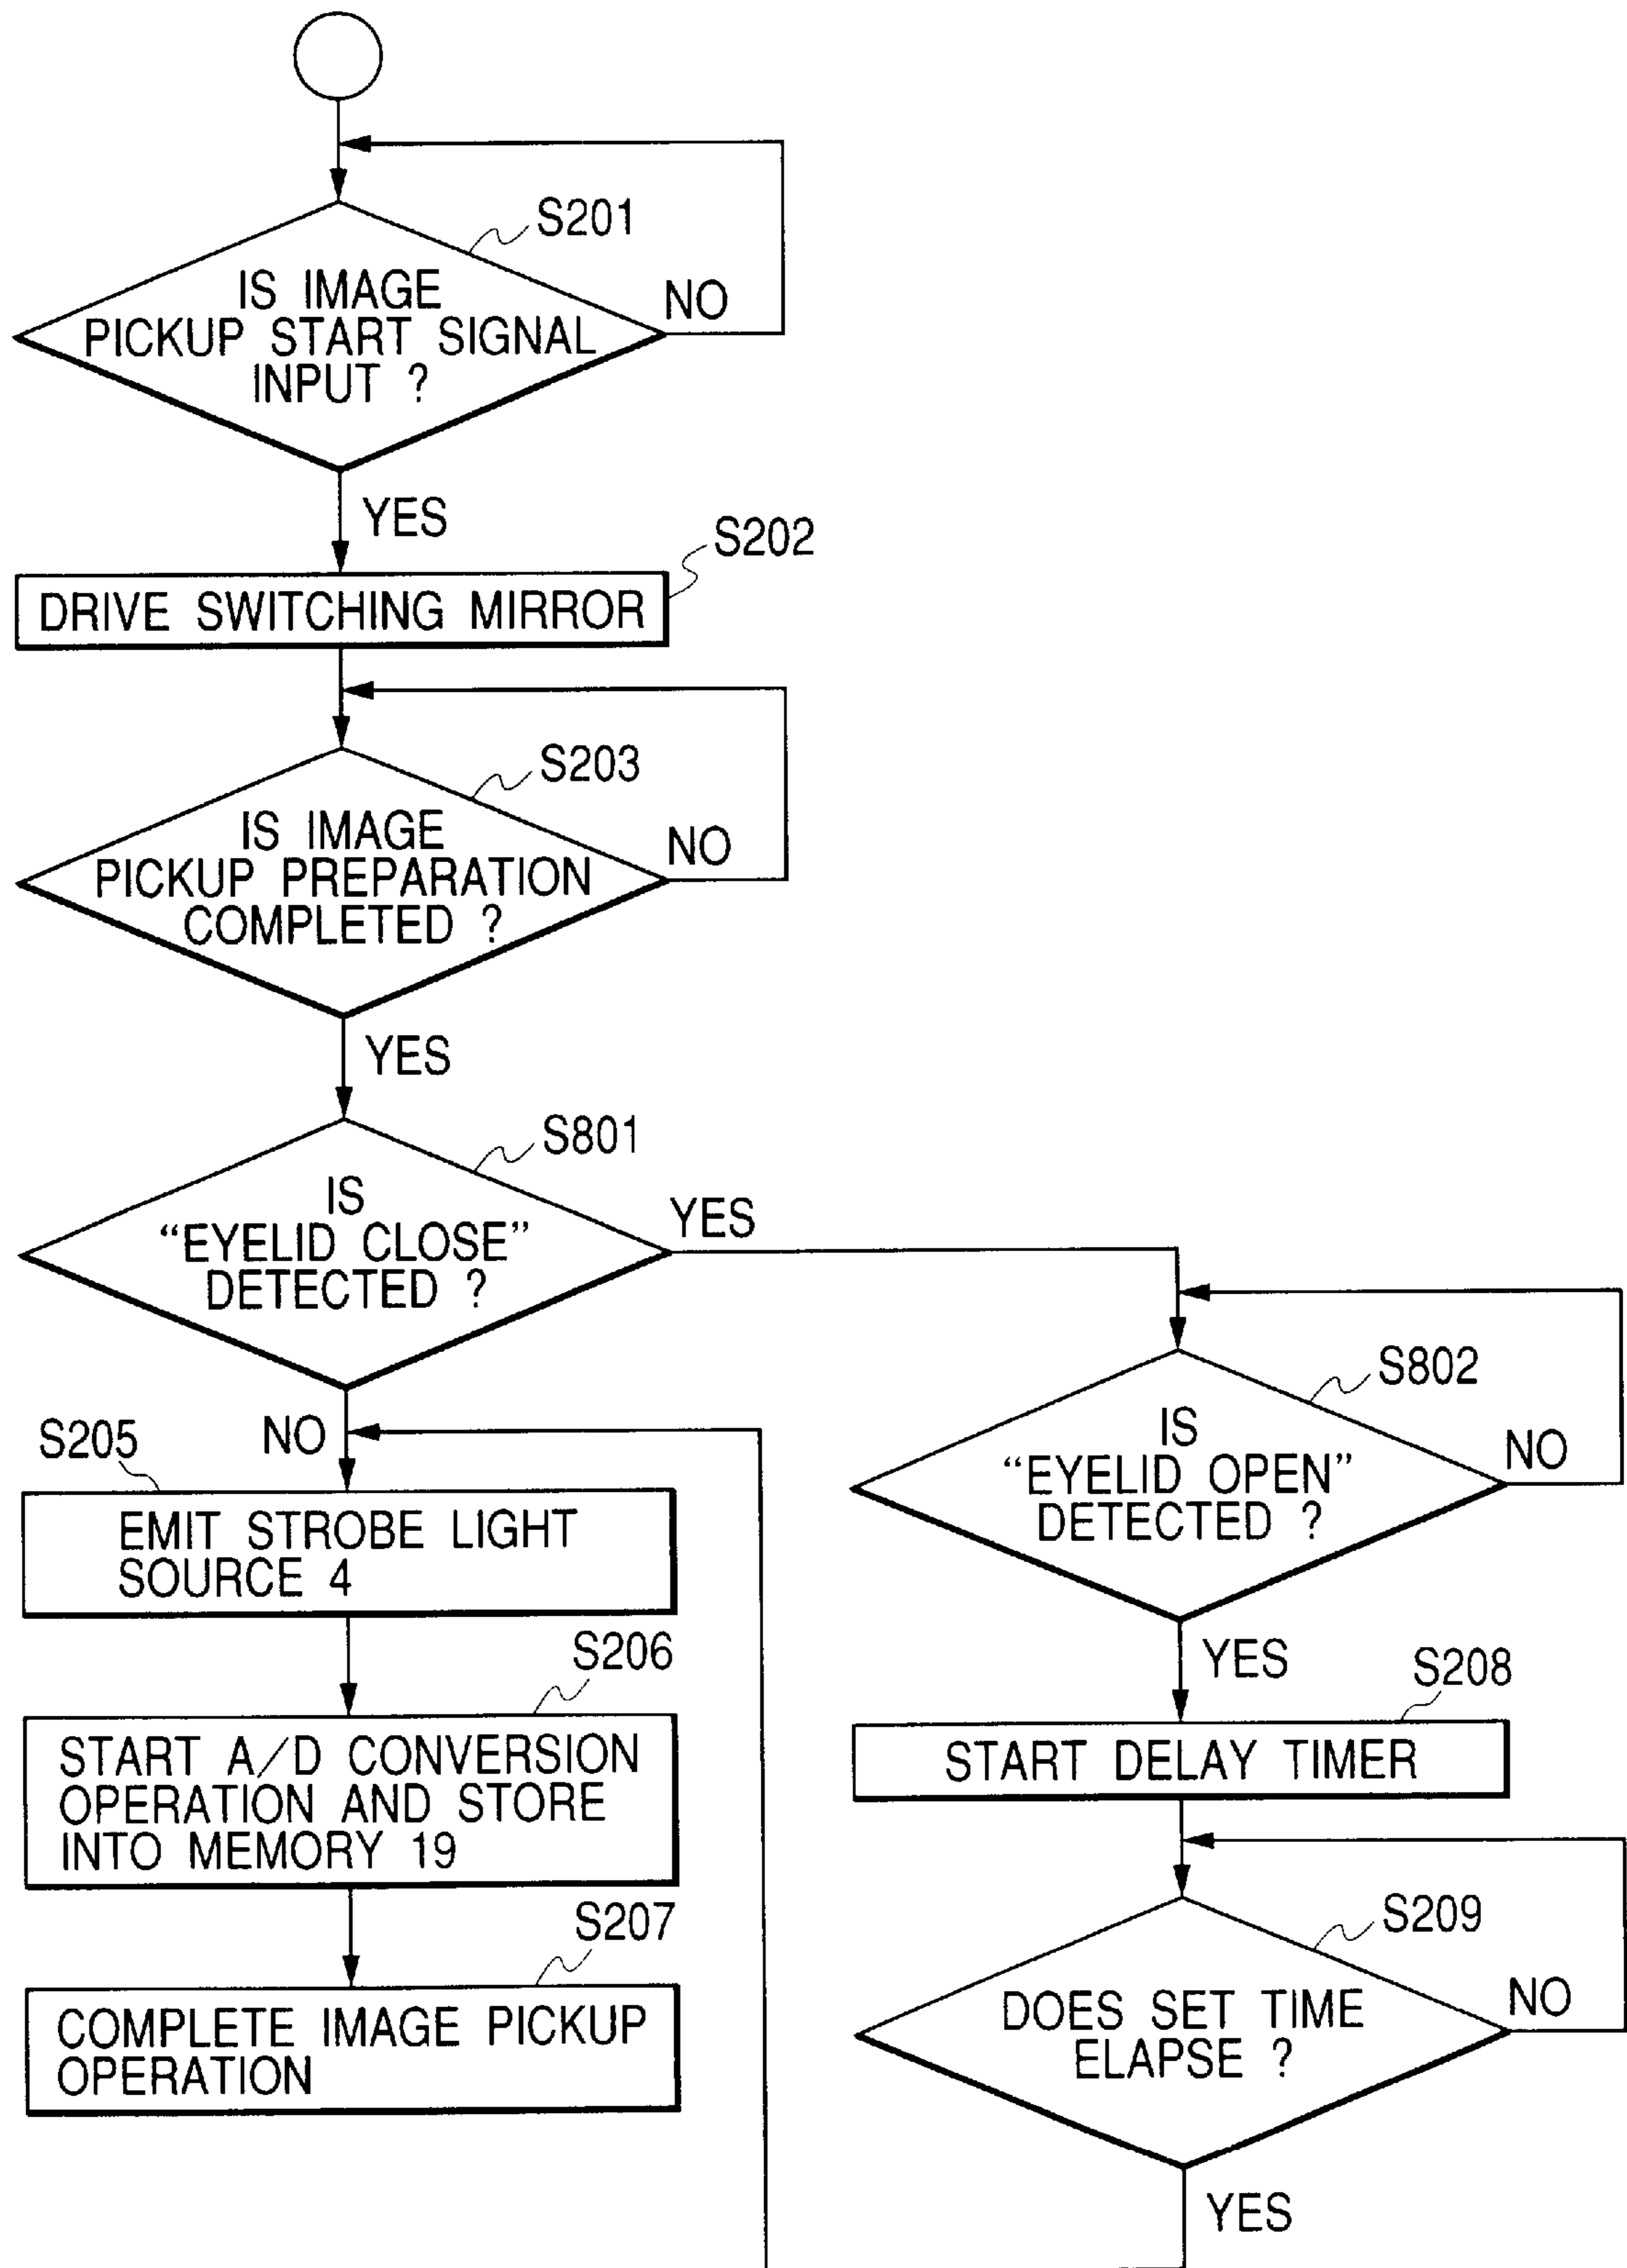 S201
IS IMAGE
PICKUP START SIGNAL
INPUT ?
NO
YES
S202
DRIVE SWITCHING MIRROR
S203
IS IMAGE
PICKUP PREPARATION
COMPLETED ?
NO
YES
S801
IS
“EYELID CLOSE”
DETECTED ?
YES
NO
S205
EMIT STROBE LIGHT
SOURCE 4
S206
START A/D CONVERSION
OPERATION AND STORE
INTO MEMORY 19
S207
COMPLETE IMAGE PICKUP
OPERATION
S802
IS
“EYELID OPEN”
DETECTED ?
NO
YES
S208
START DELAY TIMER
S209
DOES SET TIME
ELAPSE ?
NO
YES